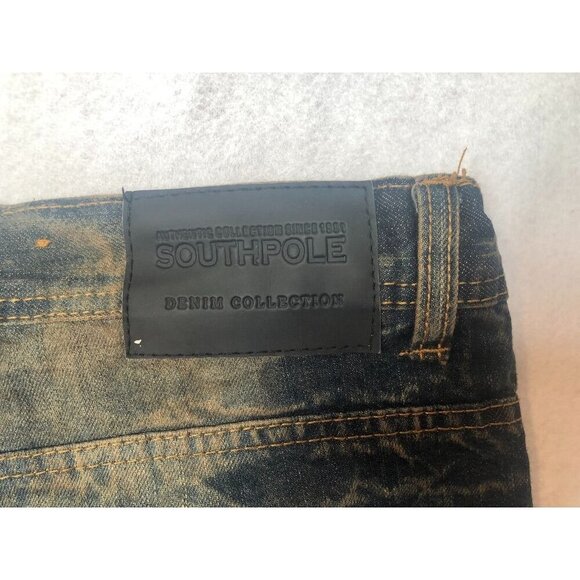 AUTHENTIC COLLECTION SINCE 1991
SOUTHPOLE
DENIM COLLECTION